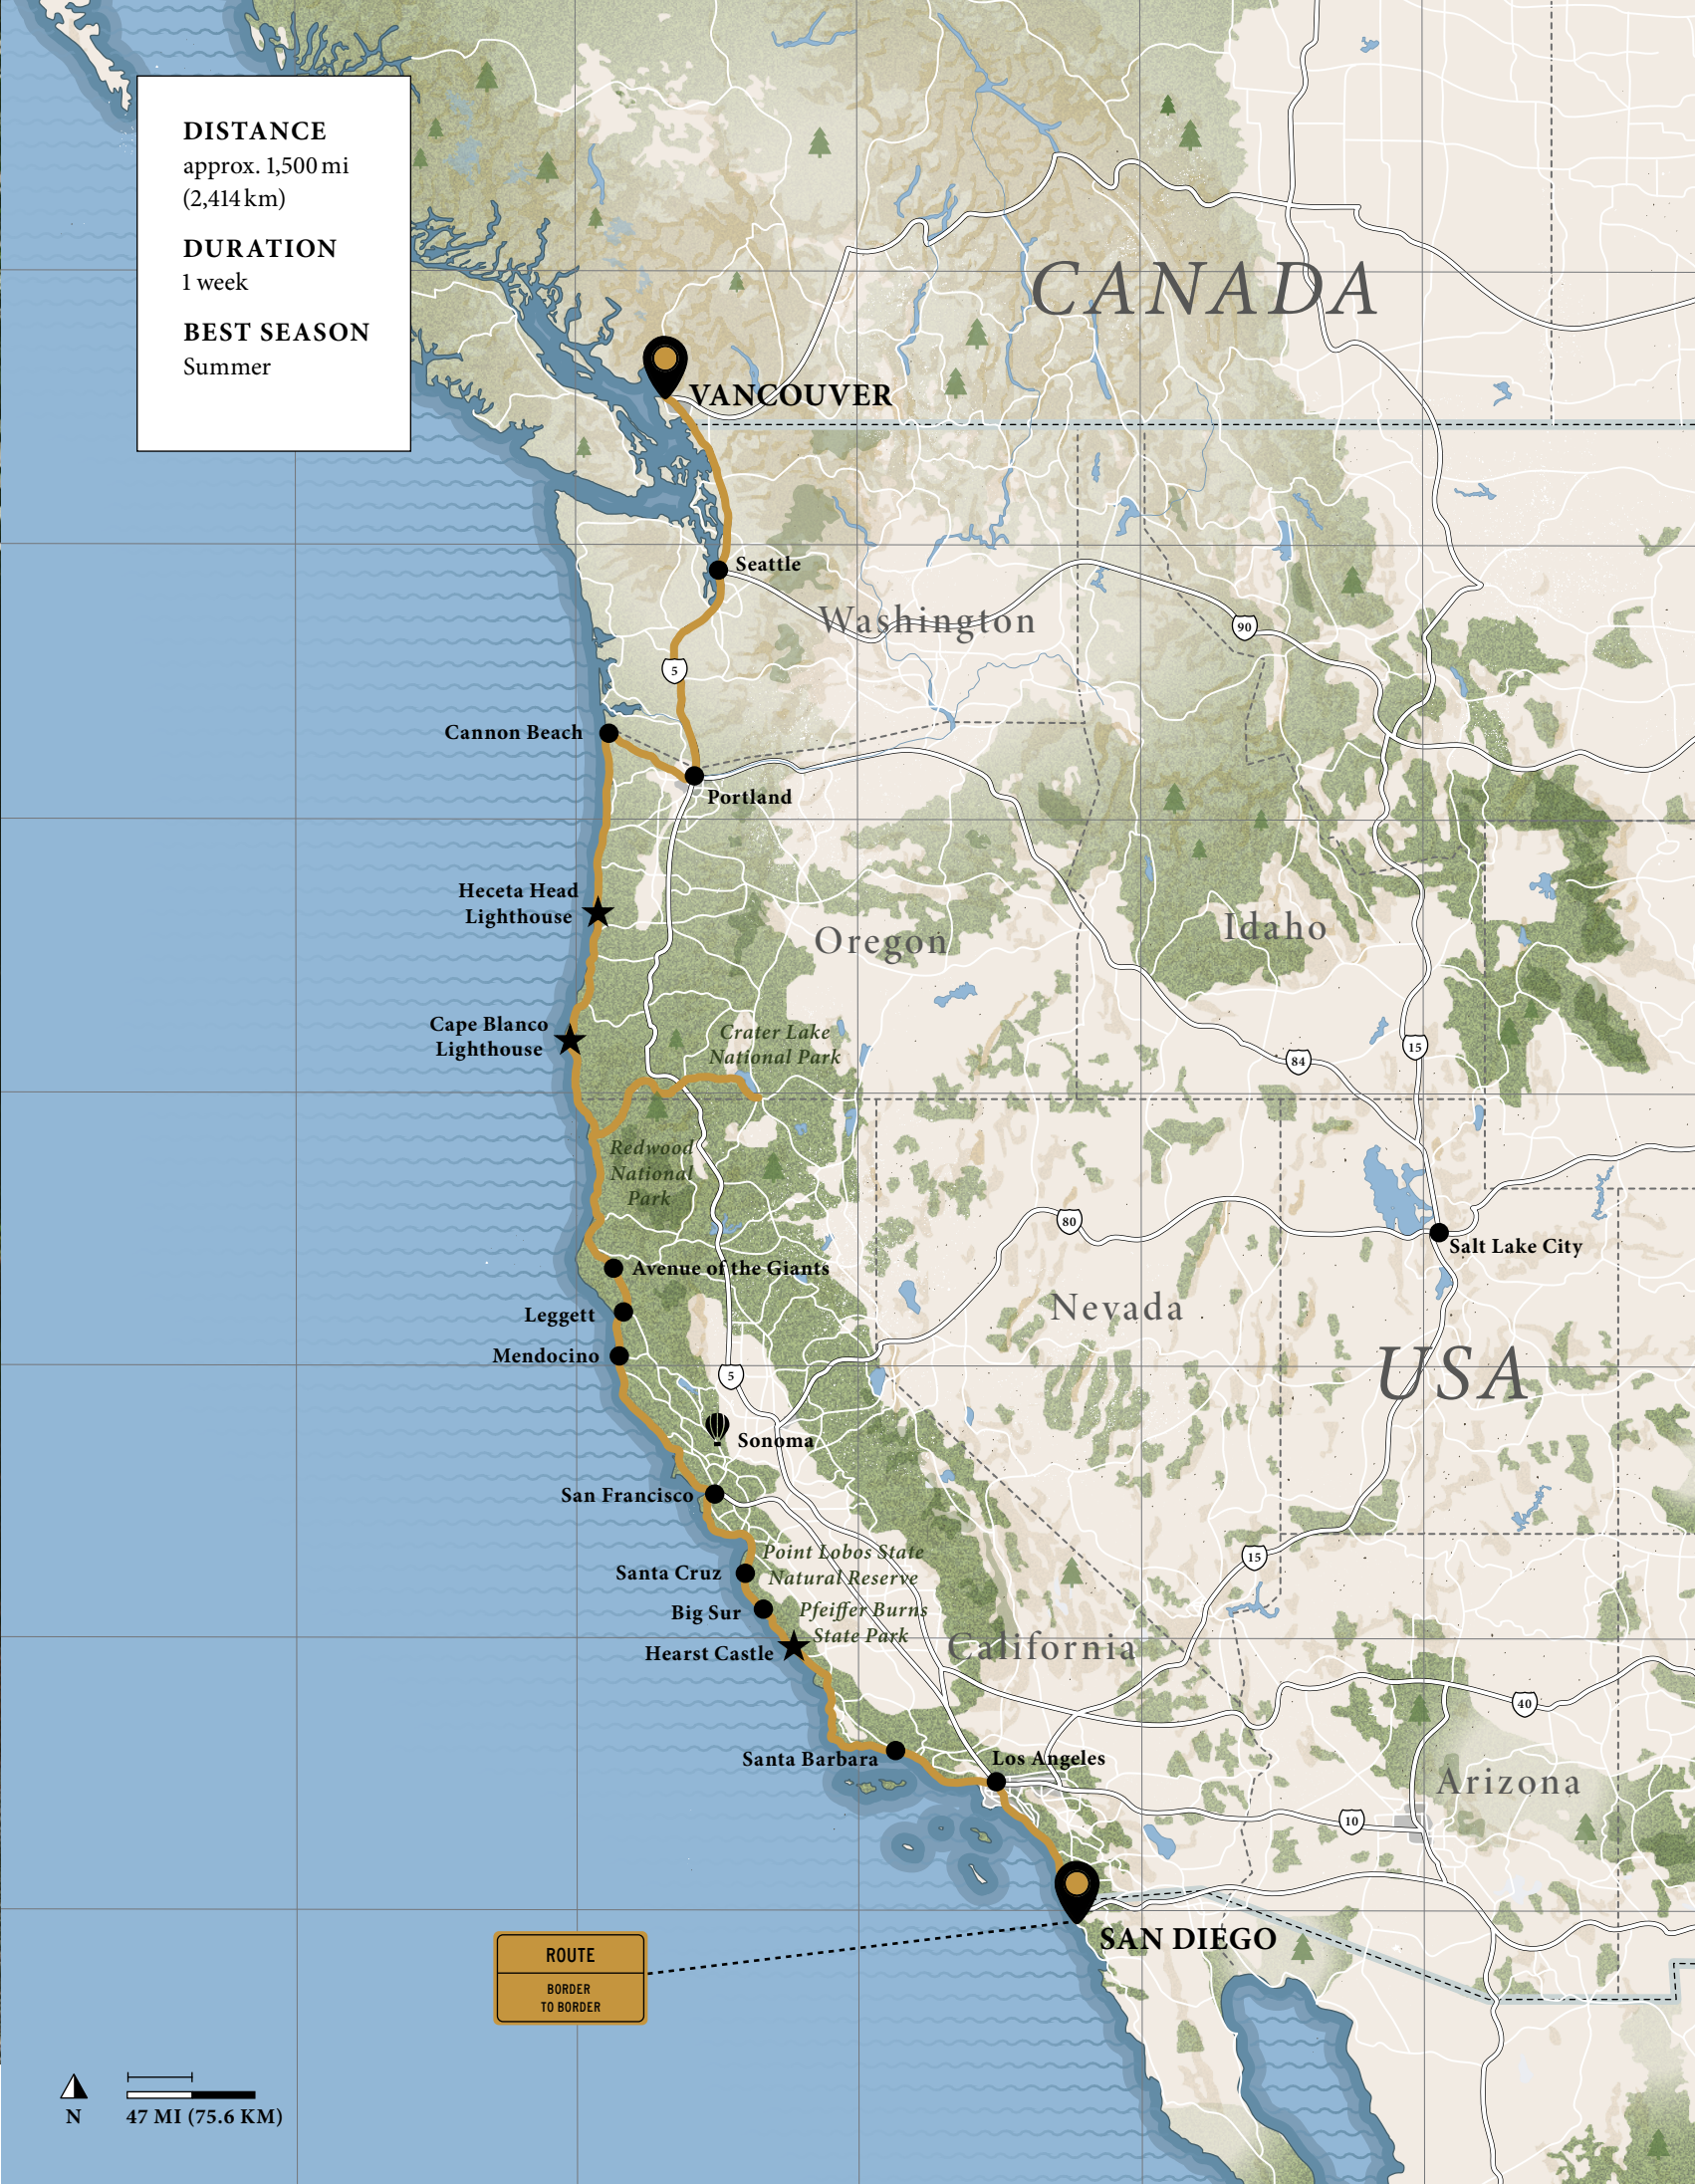 DISTANCE
approx. 1,500 mi
(2,414 km)
DURATION
1 week
BEST SEASON
Summer
CANADA
VANCOUVER
Seattle
Washington
90
5
Cannon Beach
Portland
Heceta Head
Lighthouse
Oregon
Idaho
Cape Blanco
Lighthouse
Crater Lake
National Park
84
15
Redwood
National
Park
80
Salt Lake City
Avenue of the Giants
Leggett
Nevada
Mendocino
USA
5
Sonoma
San Francisco
15
Point Lobos State
Natural Reserve
Santa Cruz
Big Sur
Pfeiffer Burns
State Park
Hearst Castle
California
40
Santa Barbara
Los Angeles
Arizona
10
SAN DIEGO
ROUTE
BORDER
TO BORDER
N
47 MI (75.6 KM)